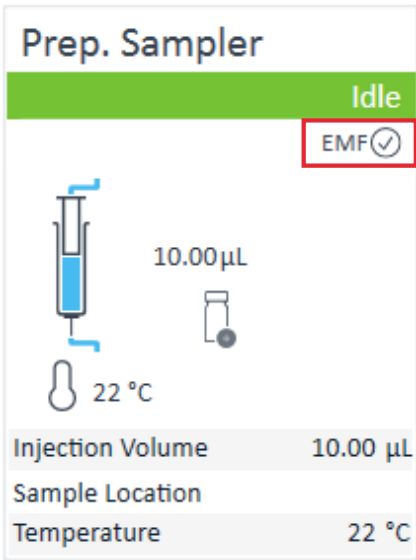 Prep. Sampler
Idle
EMF
10.00 µL
22 °C
Injection Volume 10.00 µL
Sample Location
Temperature 22 °C